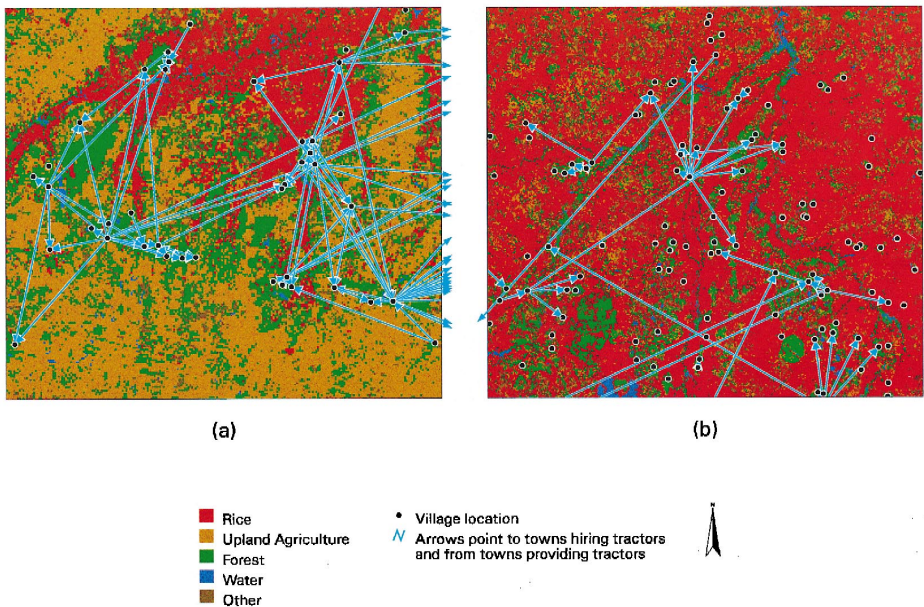 (a)
(b)
N
Rice
Upland Agriculture
Forest
Water
Other
Village location
Arrows point to towns hiring tractors
and from towns providing tractors